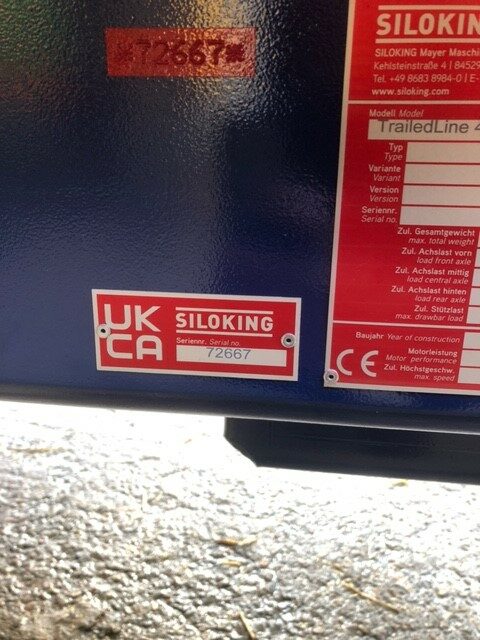 *72667*
SILOKING
SILOKING Mayer
Kehlsteinstraße 4 | 84529
Tel. +49 8683 8984-0 | E-
www.siloking.com
Modell Model
TrailedLine 4
Typ
Type
Variante
Variant
Version
Version
Seriennr.
Serial no.
Zul. Gesamtgewicht
max. total weight
Zul. Achslast vorn
load front axle
Zul. Achslast mittig
load central axle
Zul. Achslast hinten
load rear axle
Zul. Stützlast
max. drawbar load
Baujahr Year of construction
CE
Motorleistung
Motor performance
Zul. Höchstgeschw.
max. speed
UK
CA
SILOKING
Seriennr. Serial no.
72667